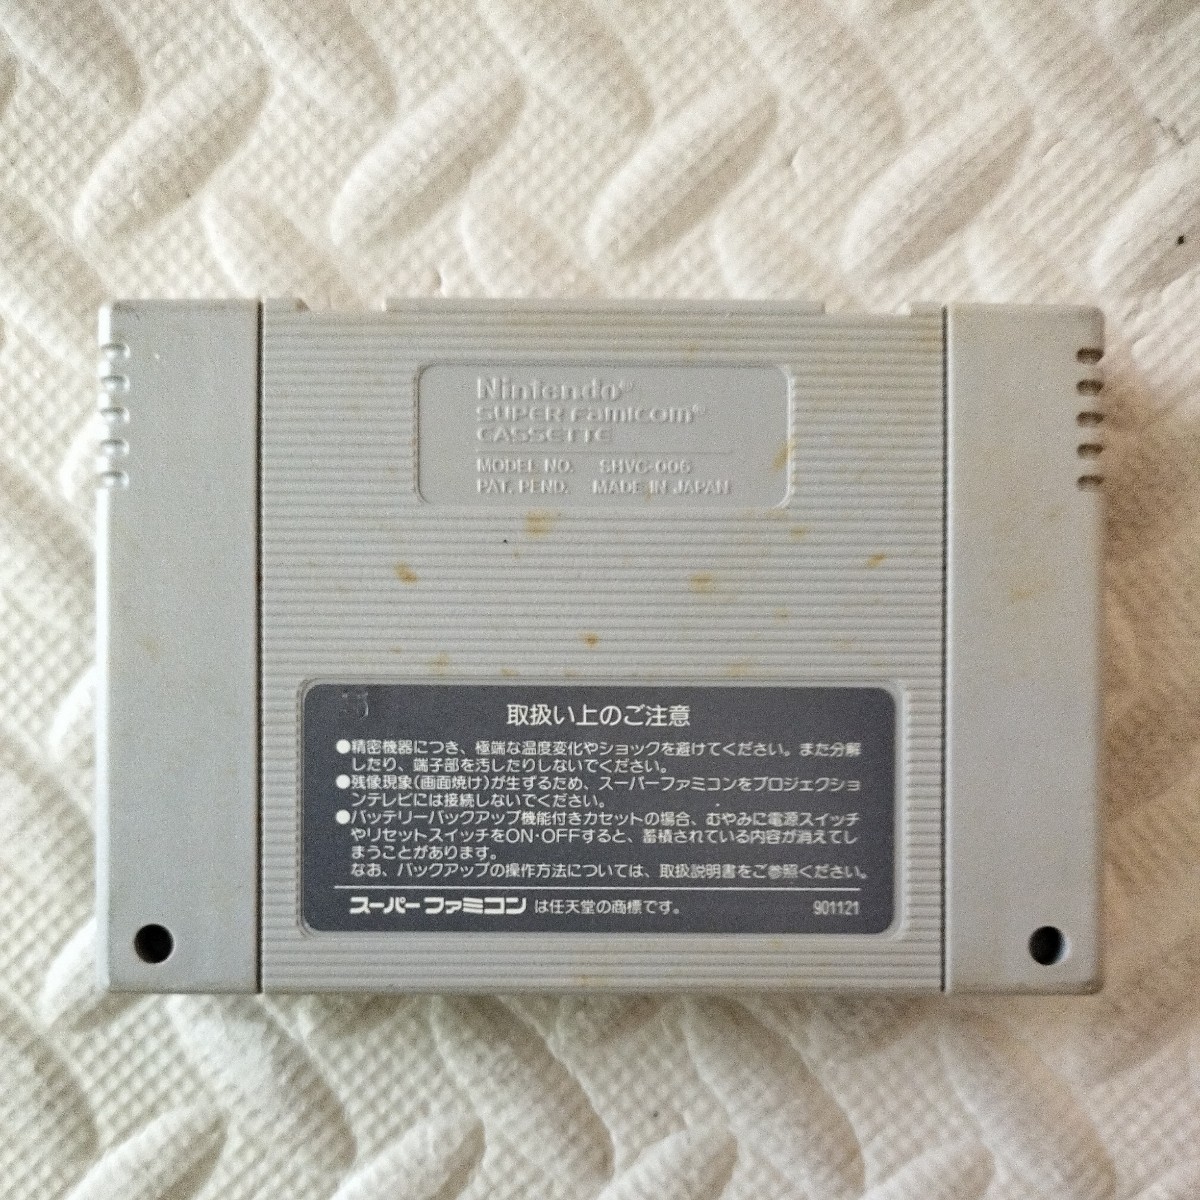 Nintendo®
SUPER Famicom®
CASSETTE
MODEL NO. SHVC-006
PAT. PEND. MADE IN JAPAN
取扱い上のご注意
●精密機器につき、極端な温度変化やショックを避けてください。また分解
したり、端子部を汚したりしないでください。
●残像現象(画面焼け)が生ずるため、スーパーファミコンをプロジェクショ
ンテレビには接続しないでください。
●バッテリーバックアップ機能付きカセットの場合、むやみに電源スイッチ
やリセットスイッチをON・OFFすると、蓄積されている内容が消えてし
まうことがあります。
なお、バックアップの操作方法については、取扱説明書をご参照ください。
スーパーファミコン は任天堂の商標です。 901121